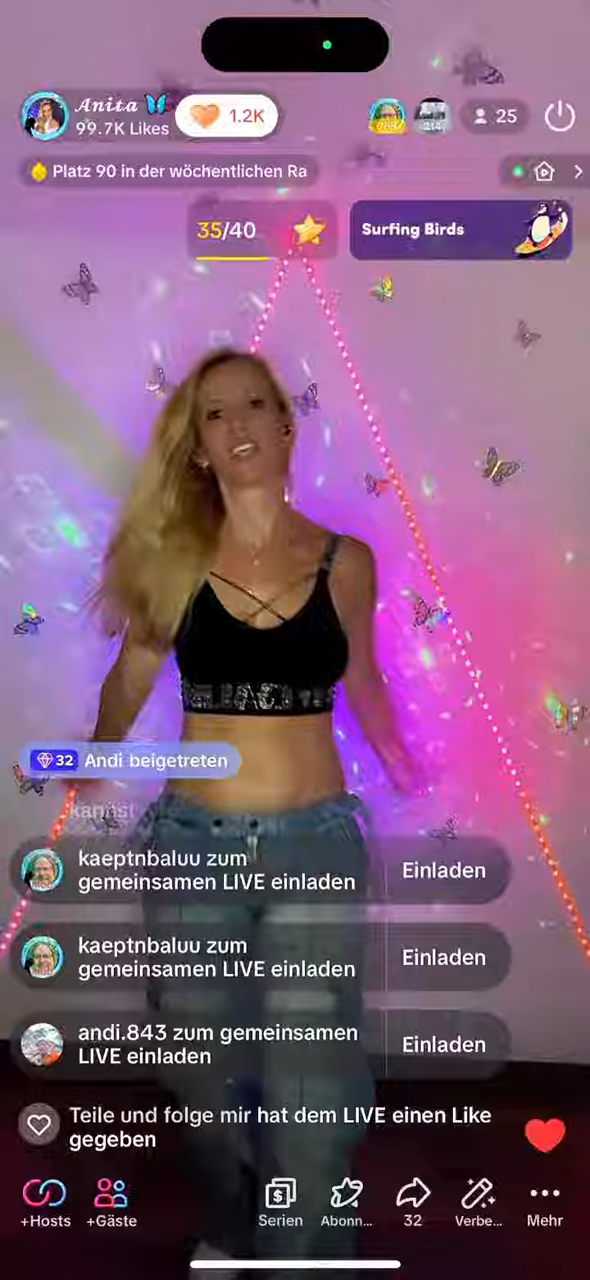 Anita 🦋
99.7K Likes
1.2K
25
Platz 90 in der wöchentlichen Ra
35/40
Surfing Birds
32 Andi beigetreten
kannst
kaeptnbaluu zum
gemeinsamen LIVE einladen
Einladen
kaeptnbaluu zum
gemeinsamen LIVE einladen
Einladen
andi.843 zum gemeinsamen
LIVE einladen
Einladen
Teile und folge mir hat dem LIVE einen Like
gegeben
+Hosts
+Gäste
Serien
Abonn...
32
Verbe...
Mehr